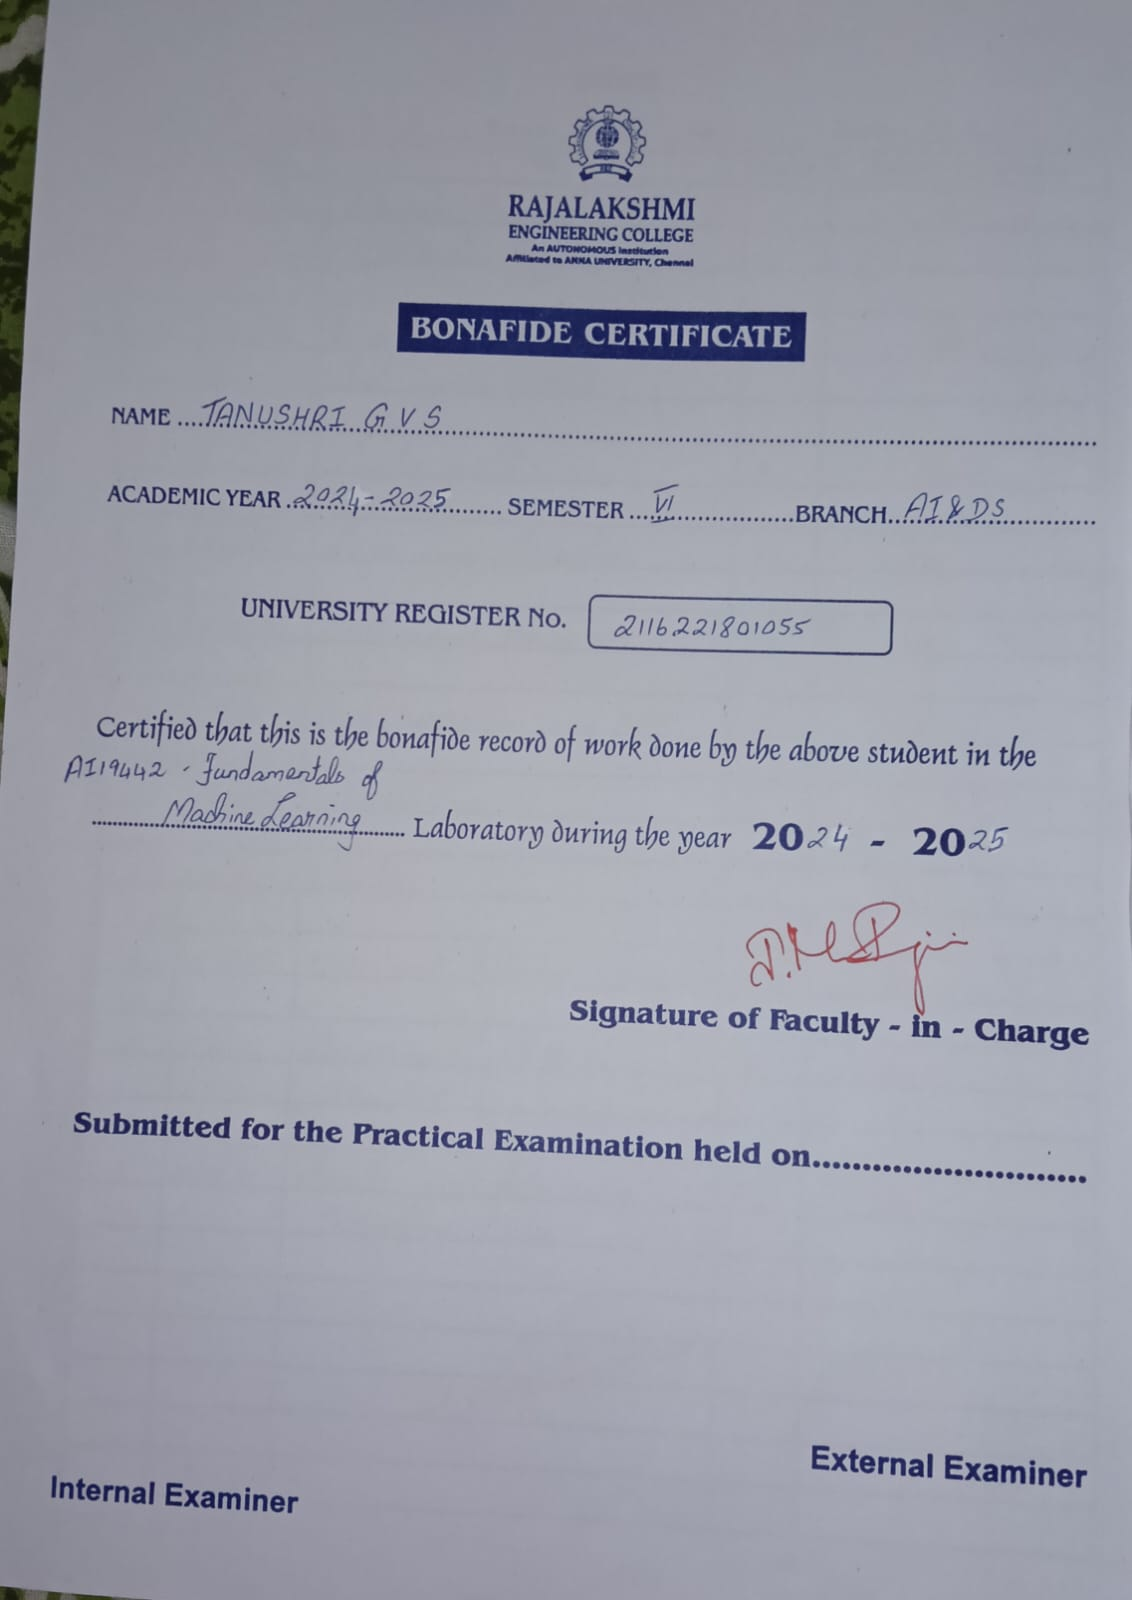 RAJALAKSHMI
ENGINEERING COLLEGE
An AUTONOMOUS Institution
Affiliated to ANNA UNIVERSITY, Chennai
BONAFIDE CERTIFICATE
NAME ....TANUSHRI G V S
ACADEMIC YEAR 2024-2025 SEMESTER VI BRANCH AI & DS
UNIVERSITY REGISTER No. 2116221801055
Certified that this is the bonafide record of work done by the above student in the
AI19442 - Fundamentals of
Machine Learning Laboratory during the year 2024 - 2025
Signature of Faculty - in - Charge
Submitted for the Practical Examination held on
External Examiner
Internal Examiner